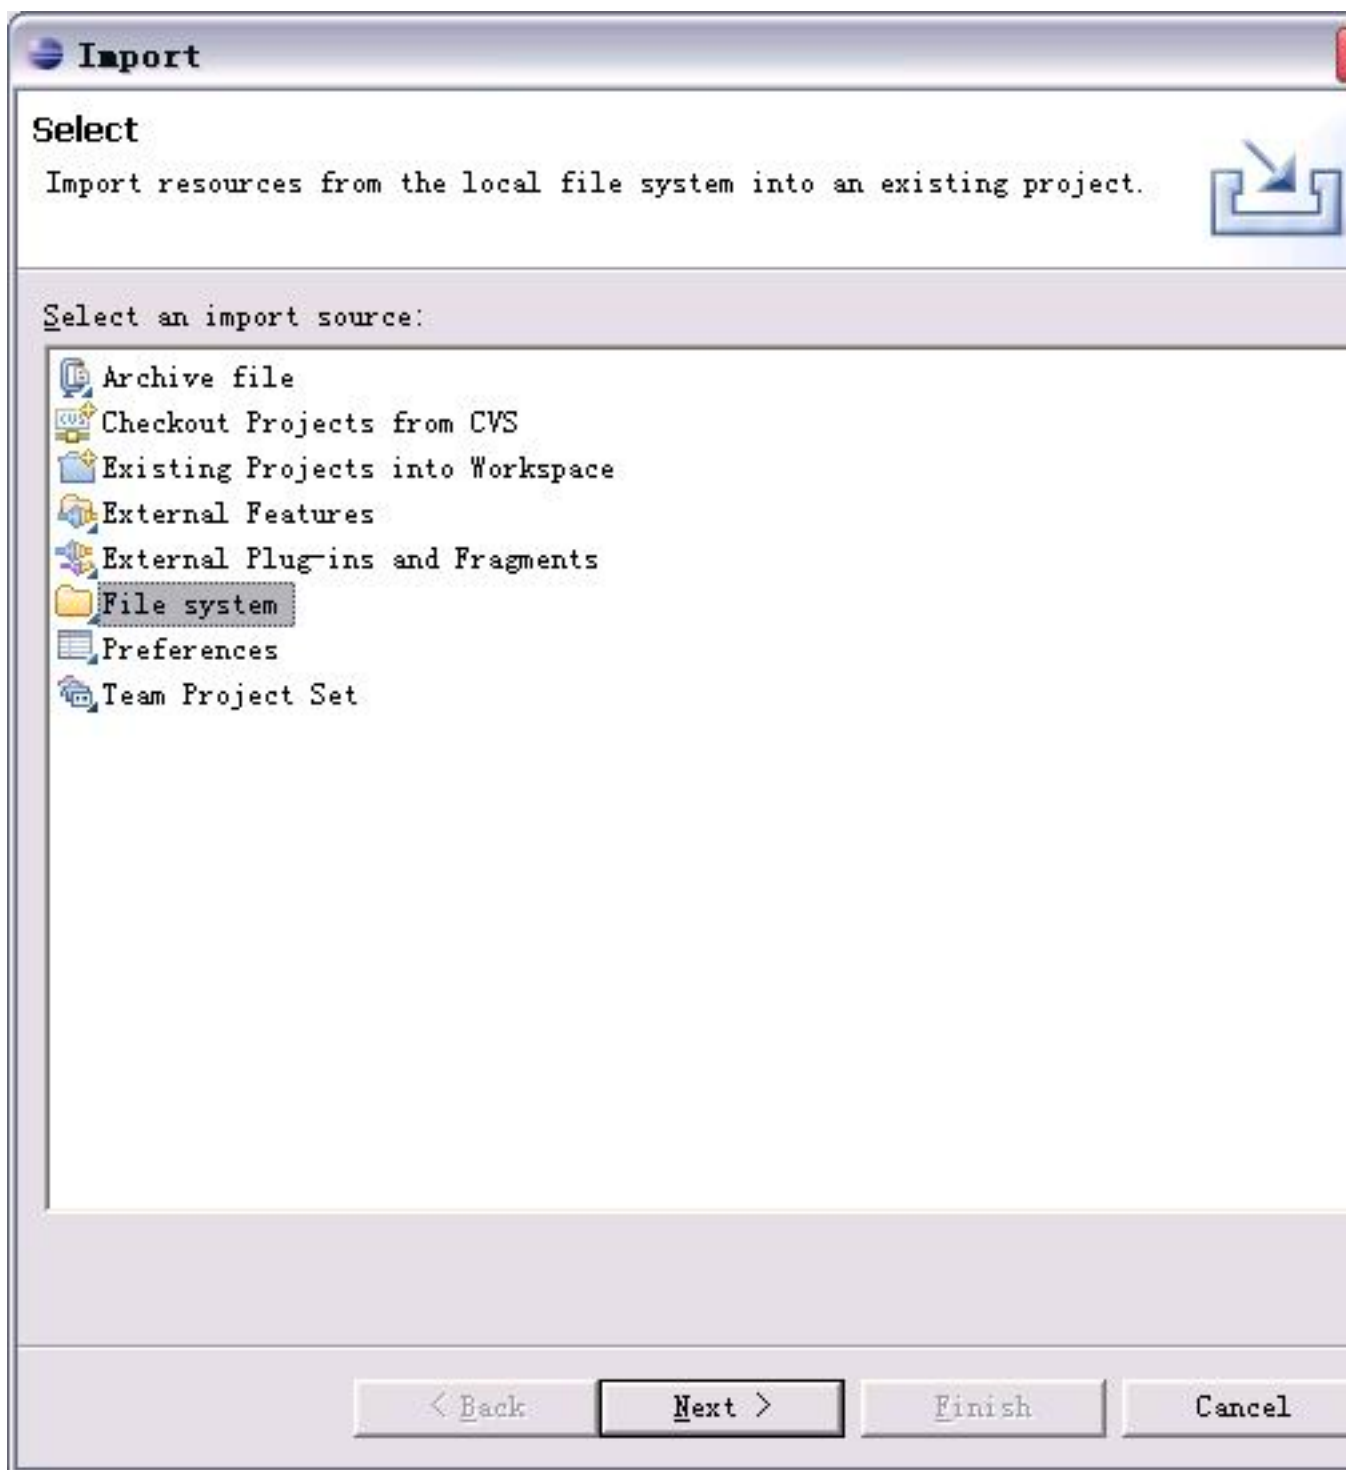 Import
Select
Import resources from the local file system into an existing project.
Select an import source:
Archive file
CVS Checkout Projects from CVS
Existing Projects into Workspace
External Features
External Plug-ins and Fragments
File system
Preferences
Team Project Set
< Back Next > Finish Cancel